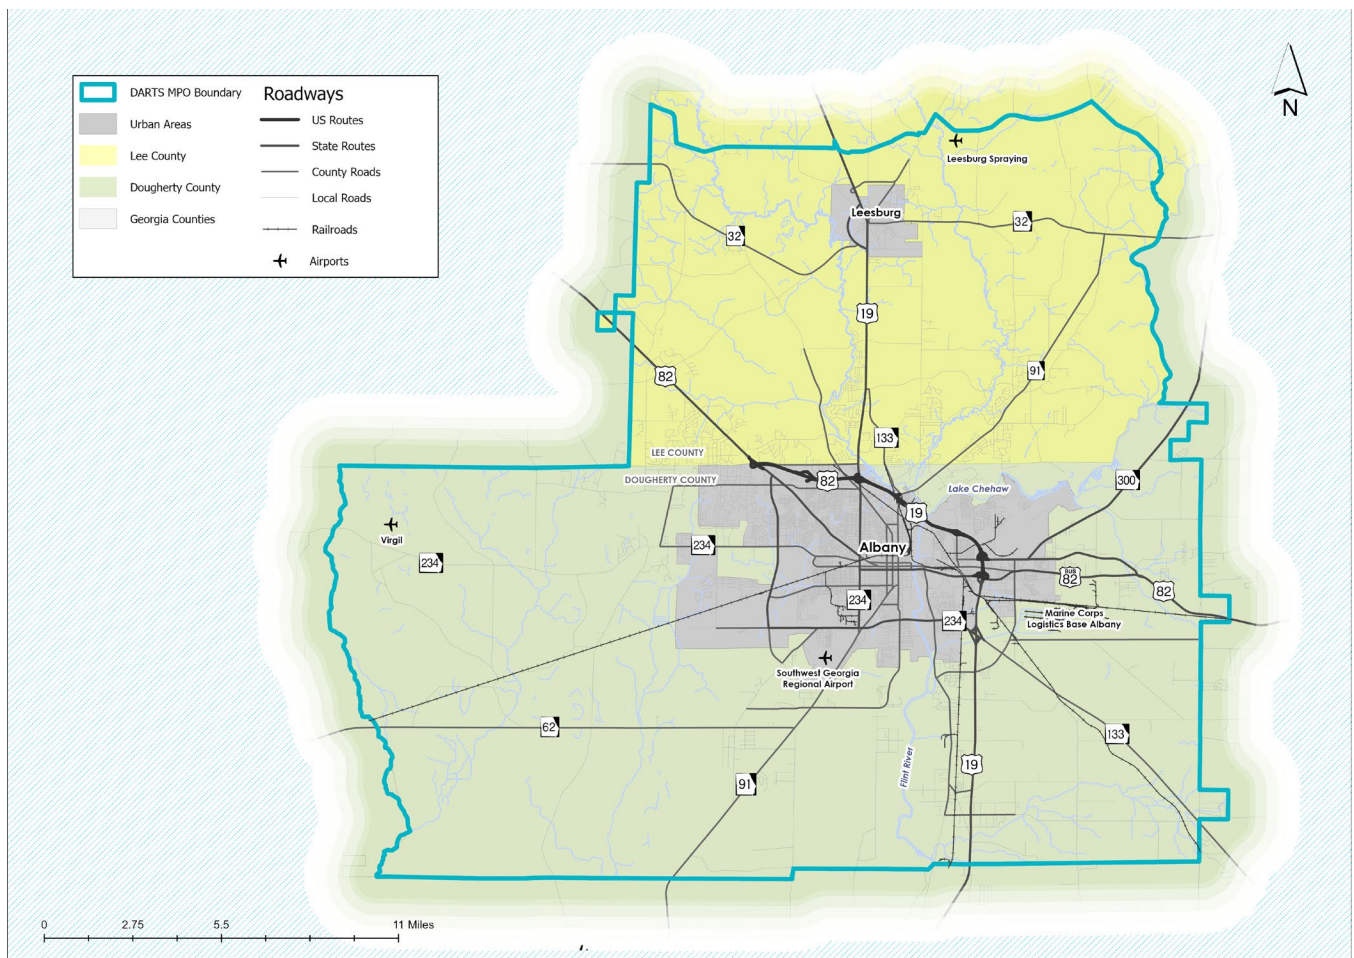 DARTS MPO Boundary
Urban Areas
Lee County
Dougherty County
Georgia Counties
Roadways
US Routes
State Routes
County Roads
Local Roads
Railroads
Airports
N
Leesburg Spraying
Leesburg
32
32
19
82
91
133
LEE COUNTY
DOUGHERTY COUNTY
82
300
Lake Chehaw
19
Virgil
234
234
Albany
BUS
82
82
234
234
Marine Corps
Logistics Base Albany
Southwest Georgia
Regional Airport
62
133
Flint River
19
91
0 2.75 5.5 11 Miles